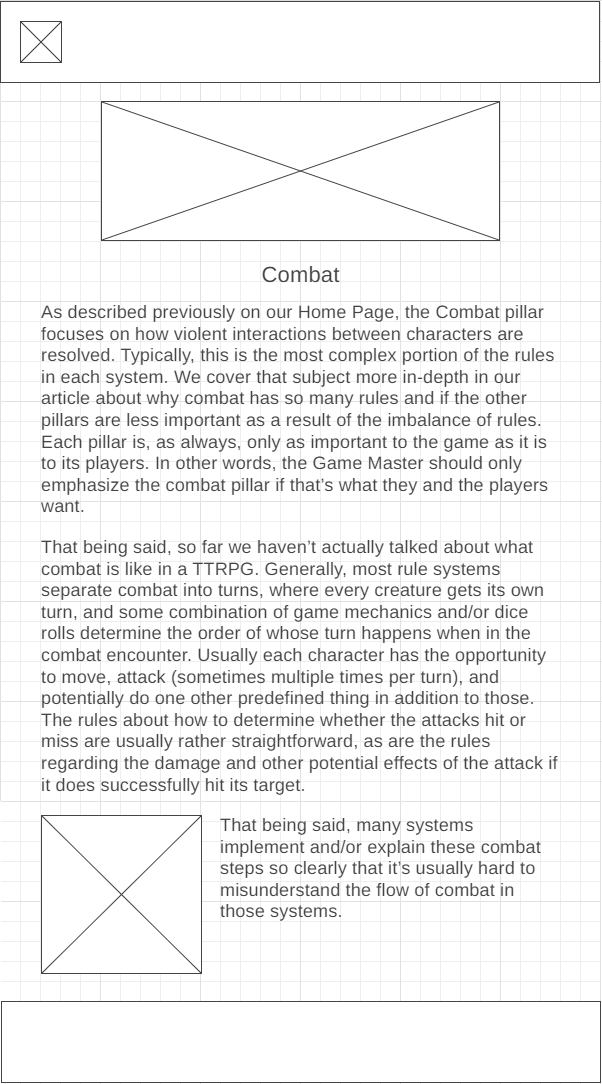 Combat
As described previously on our Home Page, the Combat pillar
focuses on how violent interactions between characters are
resolved. Typically, this is the most complex portion of the rules
in each system. We cover that subject more in-depth in our
article about why combat has so many rules and if the other
pillars are less important as a result of the imbalance of rules.
Each pillar is, as always, only as important to the game as it is
to its players. In other words, the Game Master should only
emphasize the combat pillar if that’s what they and the players
want.
That being said, so far we haven’t actually talked about what
combat is like in a TTRPG. Generally, most rule systems
separate combat into turns, where every creature gets its own
turn, and some combination of game mechanics and/or dice
rolls determine the order of whose turn happens when in the
combat encounter. Usually each character has the opportunity
to move, attack (sometimes multiple times per turn), and
potentially do one other predefined thing in addition to those.
The rules about how to determine whether the attacks hit or
miss are usually rather straightforward, as are the rules
regarding the damage and other potential effects of the attack if
it does successfully hit its target.
That being said, many systems
implement and/or explain these combat
steps so clearly that it’s usually hard to
misunderstand the flow of combat in
those systems.